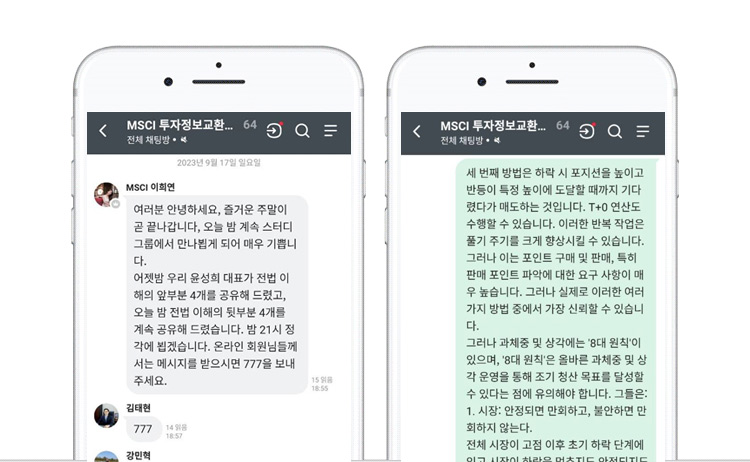 MSCI 투자정보교환... 64
전체 채팅방
2023년 9월 17일 일요일
MSCI 이희연
여러분 안녕하세요, 즐거운 주말이
곧 끝나갑니다, 오늘 밤 계속 스터디
그룹에서 만나뵙게 되어 매우 기쁩니
다.
어젯밤 우리 윤성희 대표가 전법 이
해의 앞부분 4개를 공유해 드렸고,
오늘 밤 전법 이해의 뒷부분 4개를
계속 공유해 드렸습니다. 밤 21시 정
각에 뵙겠습니다. 온라인 회원님들께
서는 메시지를 받으시면 777을 보내
주세요.
15 읽음
18:55
김태현
777
14 읽음
18:57
강민혁
MSCI 투자정보교환... 64
전체 채팅방
세 번째 방법은 하락 시 포지션을 높이고
반등이 특정 높이에 도달할 때까지 기다
렸다가 매도하는 것입니다. T+0 연산도
수행할 수 있습니다. 이러한 반복 작업은
풀기 주기를 크게 향상시킬 수 있습니다.
그러나 이는 포인트 구매 및 판매, 특히
판매 포인트 파악에 대한 요구 사항이 매
우 높습니다. 그러나 실제로 이러한 여러
가지 방법 중에서 가장 신뢰할 수 있습니
다.
그러나 과체중 및 상각에는 '8대 원칙'이
있으며, '8대 원칙'은 올바른 과체중 및 상
각 운영을 통해 조기 청산 목표를 달성할
수 있다는 점에 유의해야 합니다. 그들은:
1. 시장: 안정되면 만회하고, 불안하면 만
회하지 않는다.
전체 시장이 고점 이후 초기 하락 단계에
있고 시장이 하락을 멈추지도 안정되지도